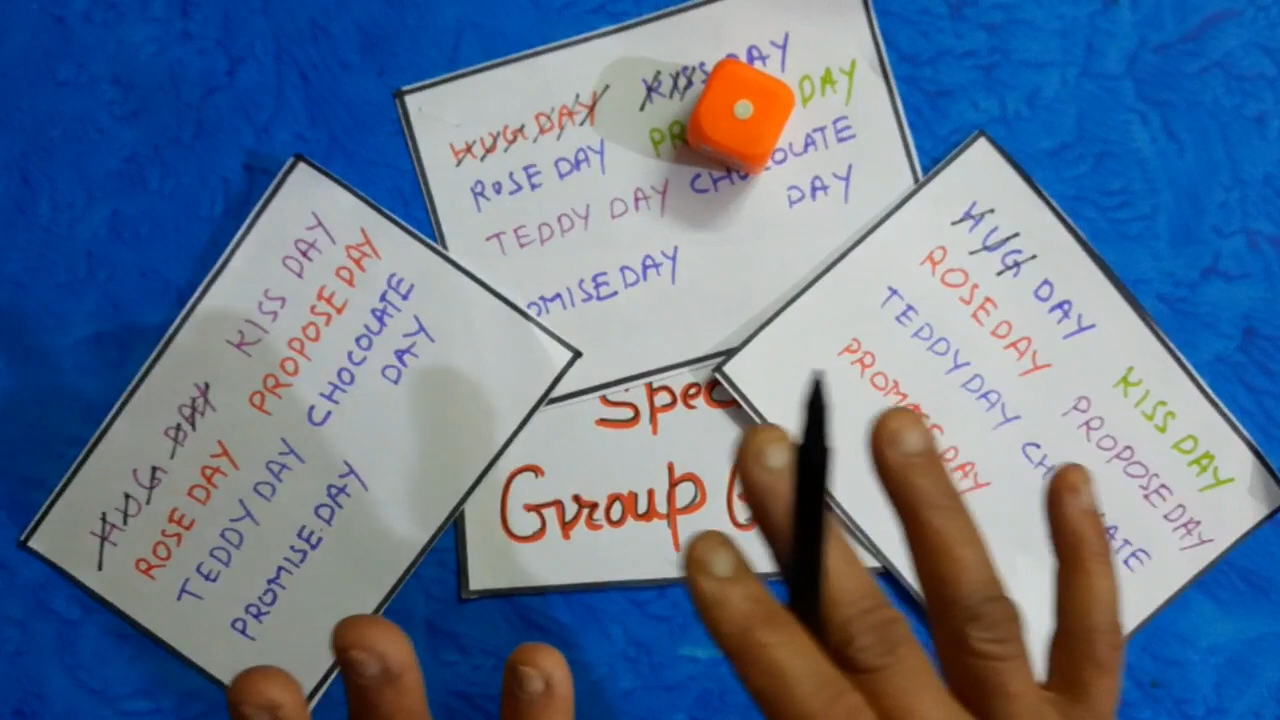 HUG DAY KISS DAY
ROSE DAY DAY
TEDDY DAY CHOCOLATE
DAY
KISS DAY
HUG DAY PROPOSE DAY
ROSE DAY CHOCOLATE
DAY
TEDDY DAY
PROMISE DAY
HUG DAY
ROSE DAY KISS DAY
TEDDY DAY PROPOSE DAY
PROMISE DAY
Group